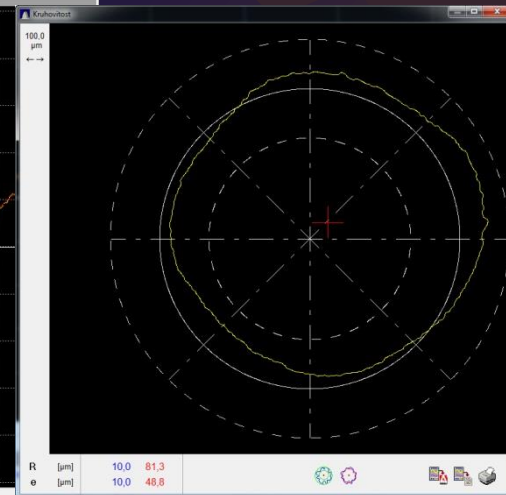 Kruhovitost
100,0
µm
←→
R [µm] 10,0 81,3
e [µm] 10,0 48,8